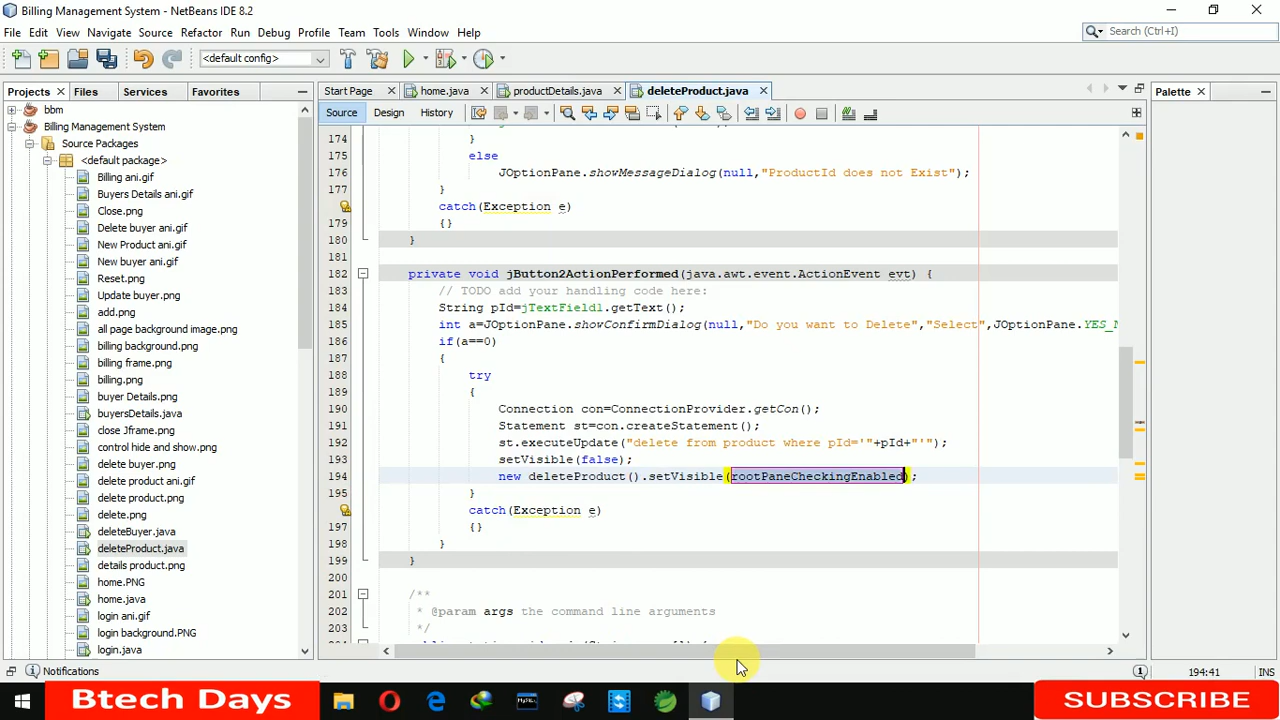 Billing Management System - NetBeans IDE 8.2
File Edit View Navigate Source Refactor Run Debug Profile Team Tools Window Help
Search (Ctrl+I)
<default config>
Projects Files Services Favorites
Start Page home.java productDetails.java deleteProduct.java
Palette
Source Design History
bbm
Billing Management System
Source Packages
<default package>
Billing ani.gif
Buyers Details ani.gif
Close.png
Delete buyer ani.gif
New Product ani.gif
New buyer ani.gif
Reset.png
Update buyer.png
add.png
all page background image.png
billing background.png
billing frame.png
billing.png
buyer Details.png
buyersDetails.java
close Jframe.png
control hide and show.png
delete buyer.png
delete product ani.gif
delete product.png
delete.png
deleteBuyer.java
deleteProduct.java
details product.png
home.PNG
home.java
login ani.gif
login background.PNG
login.java
174 }
175 else
176 JOptionPane.showMessageDialog(null,"ProductId does not Exist");
177 }
catch(Exception e)
179 {}
180 }
181
182 private void jButton2ActionPerformed(java.awt.event.ActionEvent evt) {
183 // TODO add your handling code here:
184 String pId=jTextField1.getText();
185 int a=JOptionPane.showConfirmDialog(null,"Do you want to Delete","Select",JOptionPane.YES_N
186 if(a==0)
187 {
188 try
189 {
190 Connection con=ConnectionProvider.getCon();
191 Statement st=con.createStatement();
192 st.executeUpdate("delete from product where pId='"+pId+"'");
193 setVisible(false);
194 new deleteProduct().setVisible(rootPaneCheckingEnabled);
195 }
catch(Exception e)
197 {}
198 }
199 }
200
201 /**
202 * @param args the command line arguments
203 */
Notifications
194:41 INS
Btech Days
SUBSCRIBE